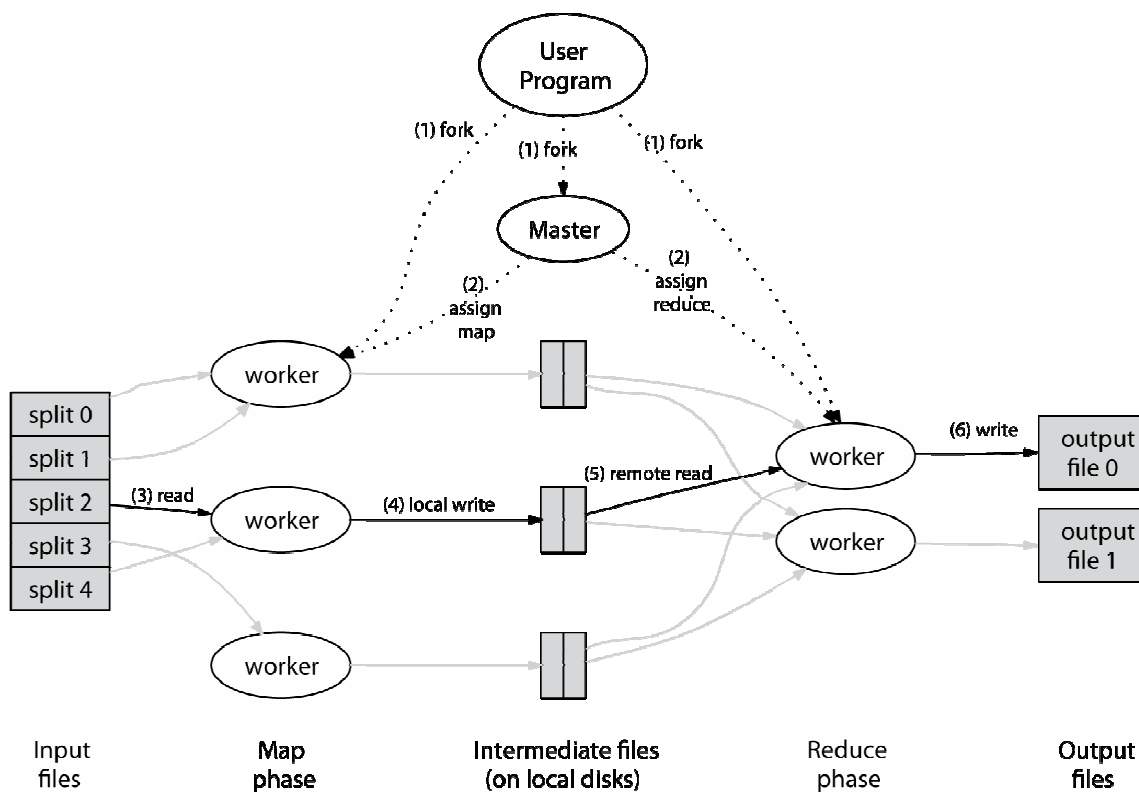 User
Program
(1) fork
(1) fork
(1) fork
Master
(2)
assign
map
(2)
assign
reduce
worker
split 0
split 1
split 2
split 3
split 4
(3) read
worker
(4) local write
worker
(5) remote read
worker
(6) write
output
file 0
worker
output
file 1
Input
files
Map
phase
Intermediate files
(on local disks)
Reduce
phase
Output
files